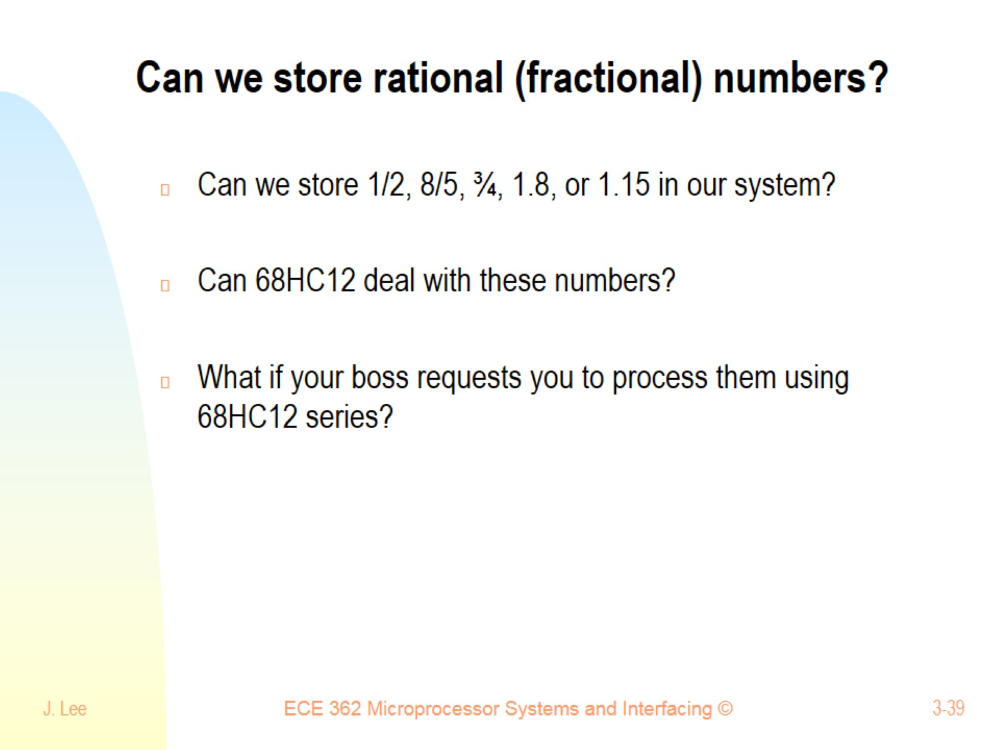 Can we store rational (fractional) numbers?
Can we store 1/2, 8/5, ¾, 1.8, or 1.15 in our system?
Can 68HC12 deal with these numbers?
What if your boss requests you to process them using
68HC12 series?
J. Lee
ECE 362 Microprocessor Systems and Interfacing ©
3-39